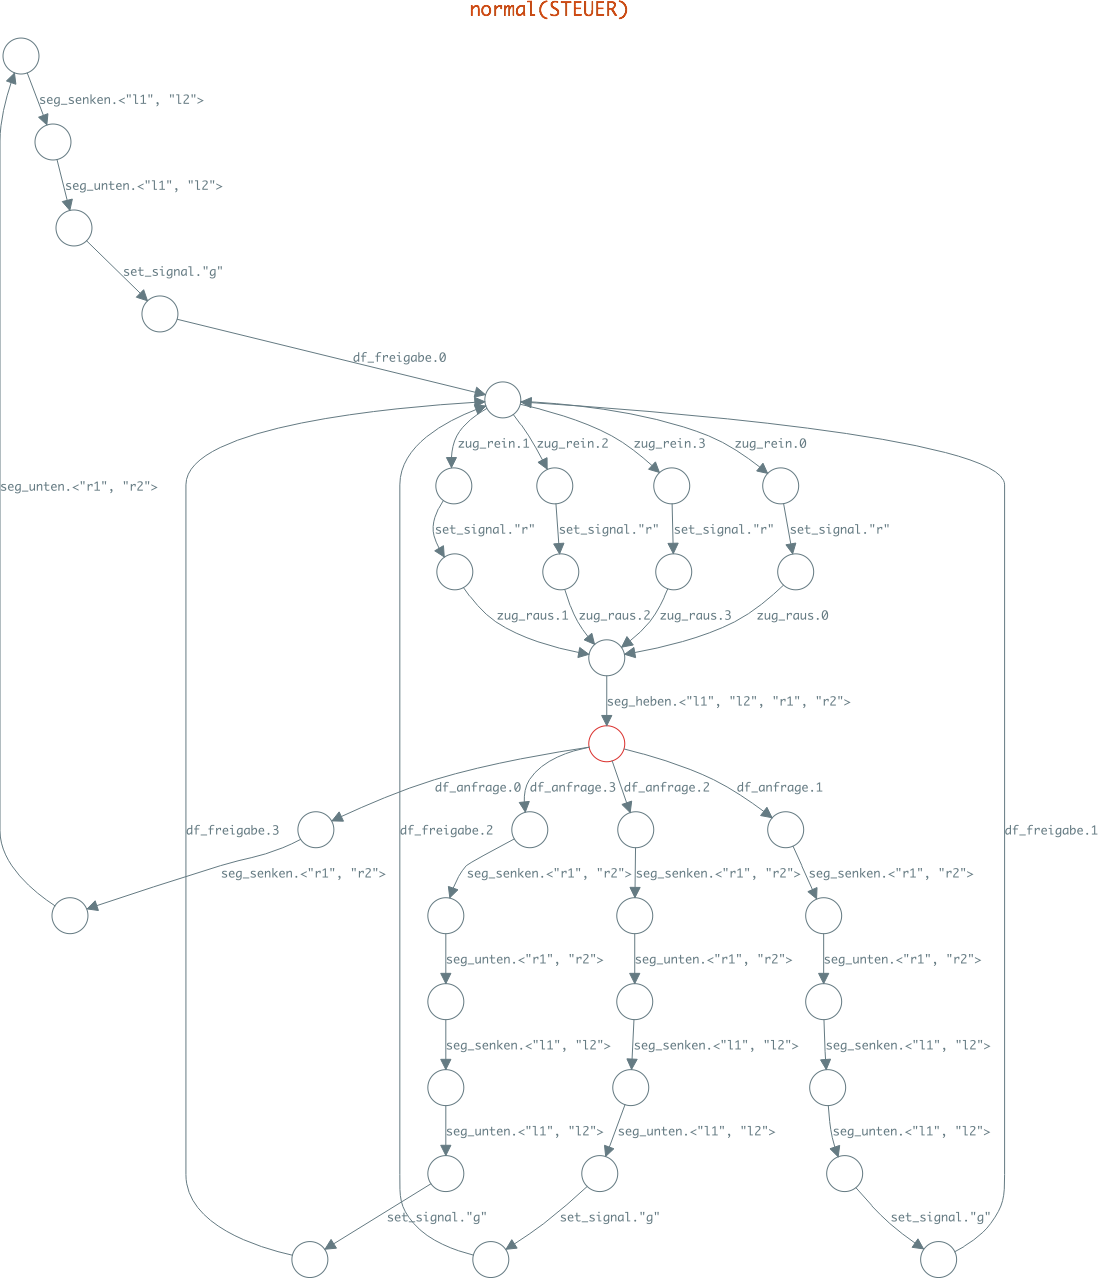 normal(STEUER)
seg_senken.<"l1", "l2">
seg_unten.<"l1", "l2">
set_signal."g"
df_freigabe.0
zug_rein.1 zug_rein.2 zug_rein.3 zug_rein.0
seg_unten.<"r1", "r2">
set_signal."r" set_signal."r" set_signal."r" set_signal."r"
zug_raus.1 zug_raus.2 zug_raus.3 zug_raus.0
seg_heben.<"l1", "l2", "r1", "r2">
df_anfrage.0 df_anfrage.3 df_anfrage.2 df_anfrage.1
df_freigabe.3 df_freigabe.2 df_freigabe.1
seg_senken.<"r1", "r2"> seg_senken.<"r1", "r2"> seg_senken.<"r1", "r2"> seg_senken.<"r1", "r2">
seg_unten.<"r1", "r2"> seg_unten.<"r1", "r2"> seg_unten.<"r1", "r2">
seg_senken.<"l1", "l2"> seg_senken.<"l1", "l2"> seg_senken.<"l1", "l2">
seg_unten.<"l1", "l2"> seg_unten.<"l1", "l2"> seg_unten.<"l1", "l2">
set_signal."g" set_signal."g" set_signal."g"